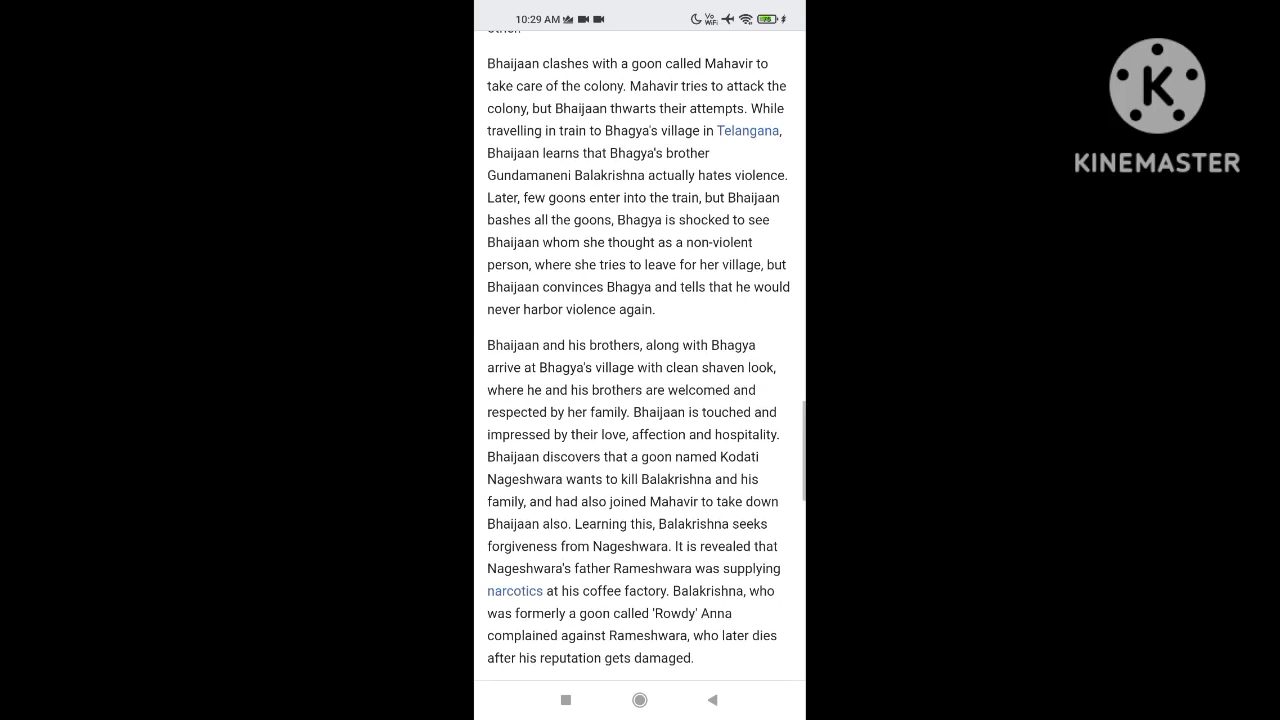 10:29 AM
Vo
WiFi
75
other.
Bhaijaan clashes with a goon called Mahavir to
take care of the colony. Mahavir tries to attack the
colony, but Bhaijaan thwarts their attempts. While
travelling in train to Bhagya's village in Telangana,
Bhaijaan learns that Bhagya's brother
Gundamaneni Balakrishna actually hates violence.
Later, few goons enter into the train, but Bhaijaan
bashes all the goons, Bhagya is shocked to see
Bhaijaan whom she thought as a non-violent
person, where she tries to leave for her village, but
Bhaijaan convinces Bhagya and tells that he would
never harbor violence again.
Bhaijaan and his brothers, along with Bhagya
arrive at Bhagya's village with clean shaven look,
where he and his brothers are welcomed and
respected by her family. Bhaijaan is touched and
impressed by their love, affection and hospitality.
Bhaijaan discovers that a goon named Kodati
Nageshwara wants to kill Balakrishna and his
family, and had also joined Mahavir to take down
Bhaijaan also. Learning this, Balakrishna seeks
forgiveness from Nageshwara. It is revealed that
Nageshwara's father Rameshwara was supplying
narcotics at his coffee factory. Balakrishna, who
was formerly a goon called 'Rowdy' Anna
complained against Rameshwara, who later dies
after his reputation gets damaged.
K
KINEMASTER